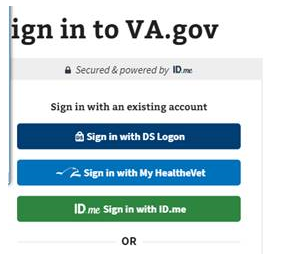 ign in to VA.gov
Secured & powered by ID.me
Sign in with an existing account
Sign in with DS Logon
Sign in with My HealtheVet
ID.me Sign in with ID.me
OR